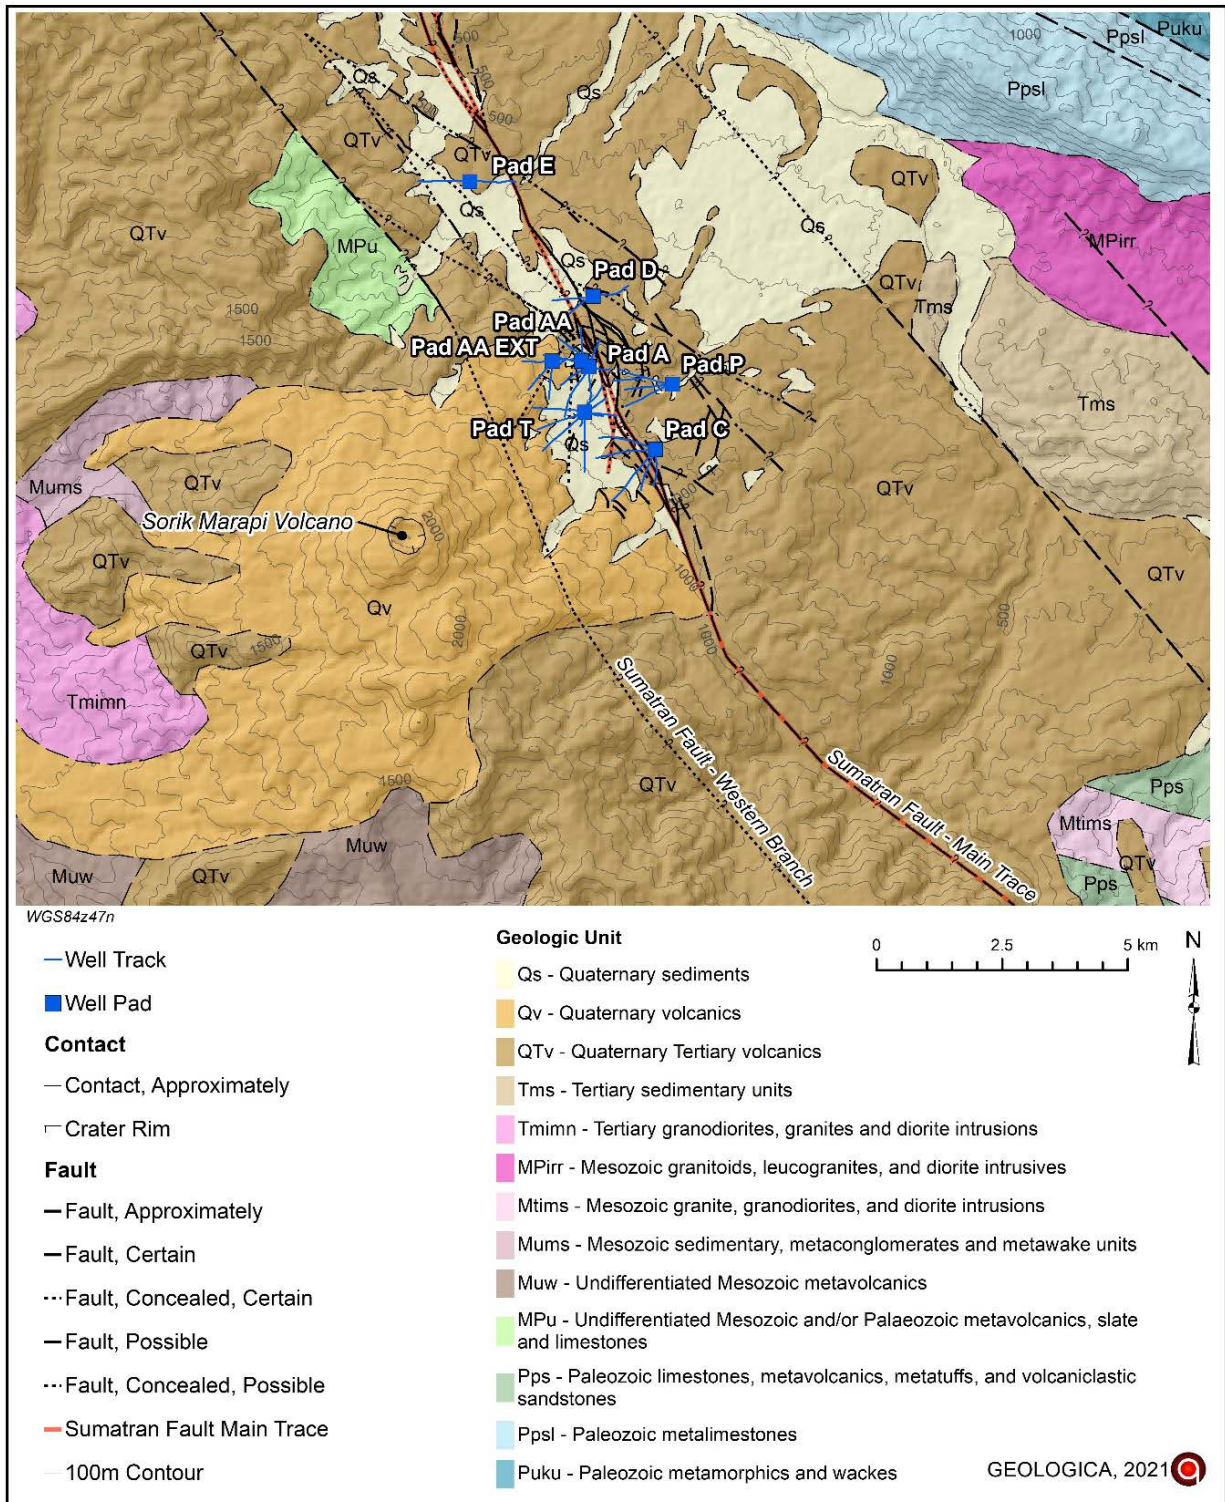 500
1000
Ppsl
Puku
Qs
500
Qs
Ppsl
1500
500
QTv
QTv
Pad E
QTv
Qs
Qs
QTv
MPu
MPirr
Qs
Pad D
QTv
1500
Tms
1500
Pad AA
Pad AA EXT
Pad A
Pad P
Tms
Pad T
Pad C
Qs
Mums
QTv
QTv
Sorik Marapi Volcano
2000
QTv
1000
QTv
Qv
500
2000
1000
QTv
1500
1000
Tmimn
Sumatran Fault - Western Branch
Sumatran Fault - Main Trace
1500
QTv
Pps
Mtims
Muw
QTv
Muw
QTv
Pps
WGS84z47n
Well Track
Well Pad
Contact
Contact, Approximately
Crater Rim
Fault
Fault, Approximately
Fault, Certain
Fault, Concealed, Certain
Fault, Possible
Fault, Concealed, Possible
Sumatran Fault Main Trace
100m Contour
Geologic Unit
Qs - Quaternary sediments
Qv - Quaternary volcanics
QTv - Quaternary Tertiary volcanics
Tms - Tertiary sedimentary units
Tmimn - Tertiary granodiorites, granites and diorite intrusions
MPirr - Mesozoic granitoids, leucogranites, and diorite intrusives
Mtims - Mesozoic granite, granodiorites, and diorite intrusions
Mums - Mesozoic sedimentary, metaconglomerates and metawake units
Muw - Undifferentiated Mesozoic metavolcanics
MPu - Undifferentiated Mesozoic and/or Palaeozoic metavolcanics, slate
and limestones
Pps - Paleozoic limestones, metavolcanics, metatuffs, and volcaniclastic
sandstones
Ppsl - Paleozoic metalimestones
Puku - Paleozoic metamorphics and wackes
0 2.5 5 km
N
GEOLOGICA, 2021